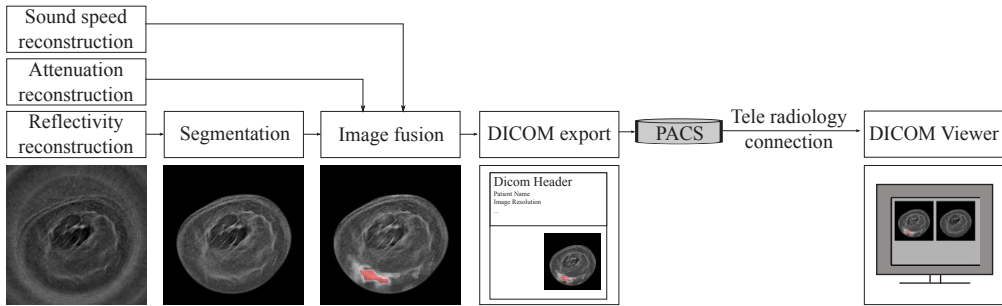 Sound speed
reconstruction
Attenuation
reconstruction
Reflectivity
reconstruction
Segmentation
Image fusion
DICOM export
PACS
Tele radiology
connection
DICOM Viewer
Dicom Header
Patient Name
Image Resolution
...